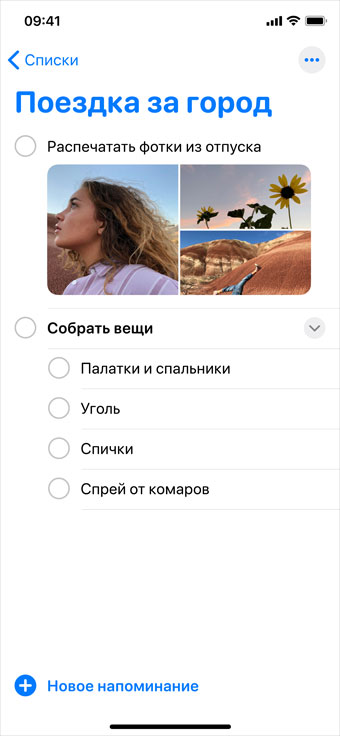 09:41
Списки
Поездка за город
Распечатать фотки из отпуска
Собрать вещи
Палатки и спальники
Уголь
Спички
Спрей от комаров
Новое напоминание